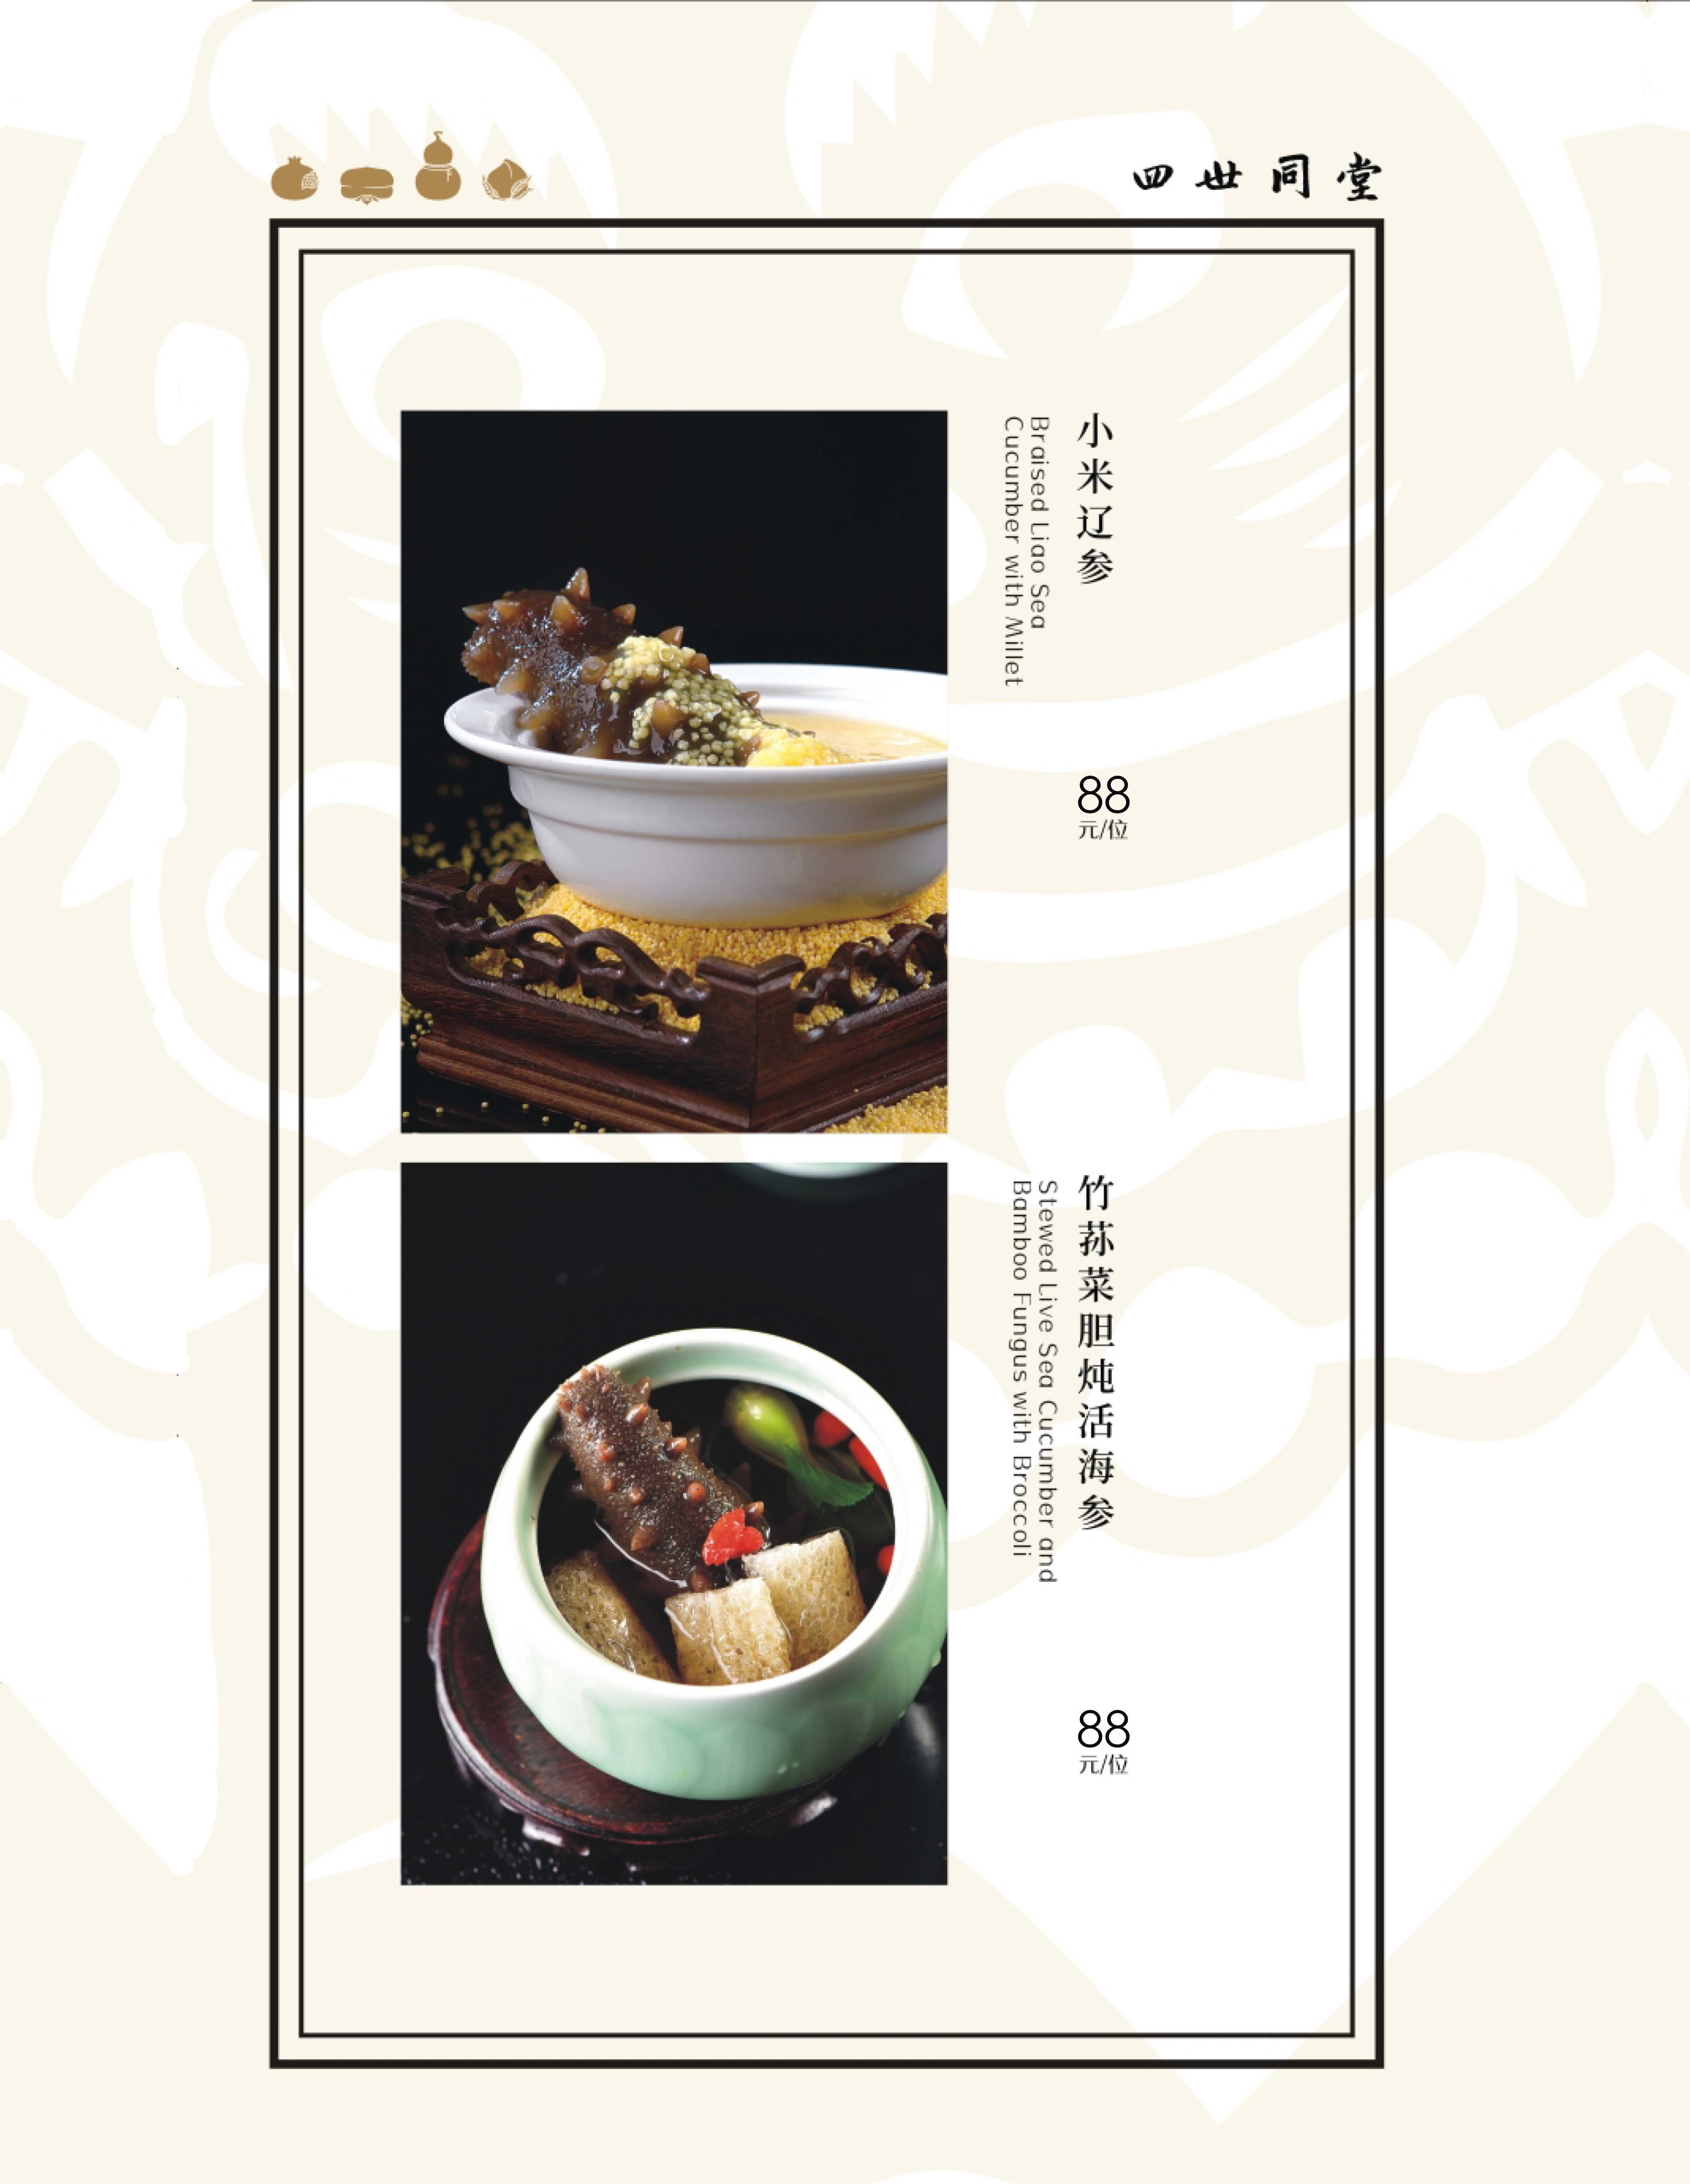 四世同堂
小米辽参
Braised Liao Sea
Cucumber with Millet
88
元/位
竹荪菜胆炖活海参
Stewed Live Sea Cucumber and
Bamboo Fungus with Broccoli
88
元/位